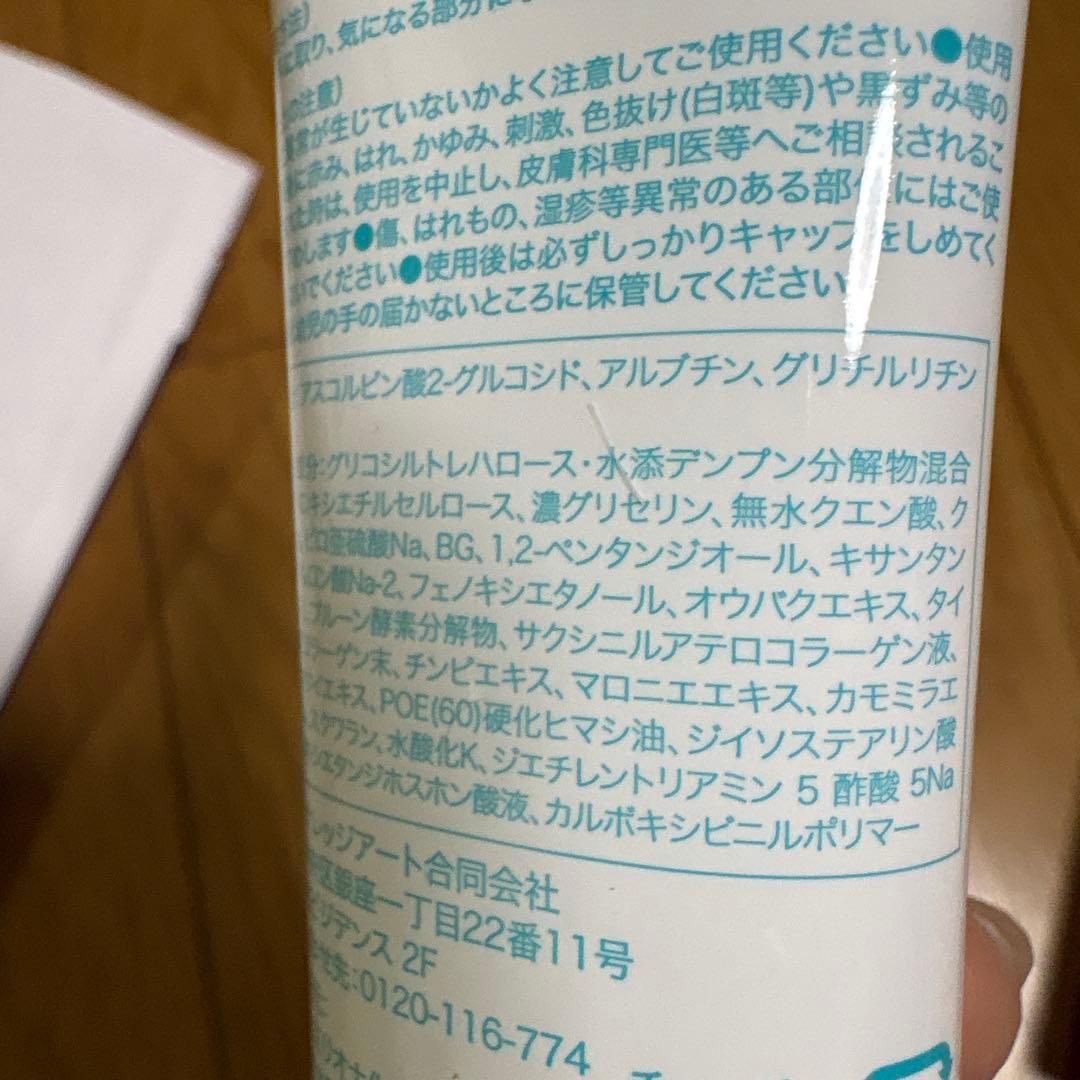 に取り、気になる部分に
が生じていないかよく注意してご使用ください●使用
に赤み、はれ、かゆみ、刺激、色抜け(白斑等)や黒ずみ等の
時は、使用を中止し、皮膚科専門医等へご相談されるこ
します●傷、はれもの、湿疹等異常のある部位にはご使
いでください●使用後は必ずしっかりキャップをしめてく
の手の届かないところに保管してください
アスコルビン酸2-グルコシド、アルブチン、グリチルリチン
グリコシルトレハロース・水添デンプン分解物混合
キシエチルセルロース、濃グリセリン、無水クエン酸、ク
亜硫酸Na、BG、1,2-ペンタンジオール、キサンタン
エン酸Na-2、フェノキシエタノール、オウバクエキス、タイ
プルーン酵素分解物、サクシニルアテロコラーゲン液、
ラーゲン末、チンピエキス、マロニエエキス、カモミラエ
エキス、POE(60)硬化ヒマシ油、ジイソステアリン酸
スクワラン、水酸化K、ジエチレントリアミン 5 酢酸 5Na
エタンジホスホン酸液、カルボキシビニルポリマー
レッジアート合同会社
区銀座一丁目22番11号
デンス 2F
せ先:0120-116-774